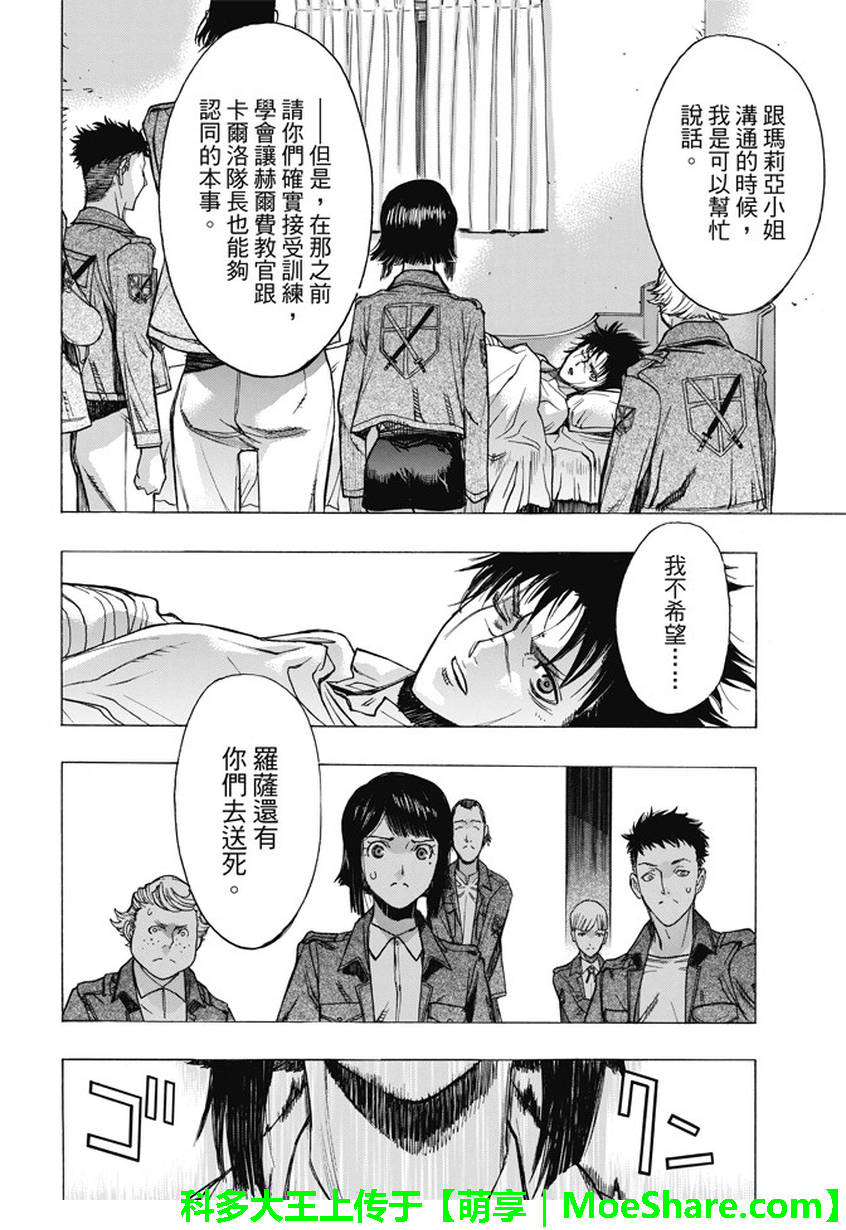 跟瑪莉亞小姐
溝通的時候，
我是可以幫忙
說話。
——但是，在那之前
請你們確實接受訓練，
學會讓赫爾費教官跟
卡爾洛隊長也能夠
認同的本事。
我不希望……
羅薩還有
你們去送死。
ゴクン
科多大王上传于【萌享｜MoeShare.com】